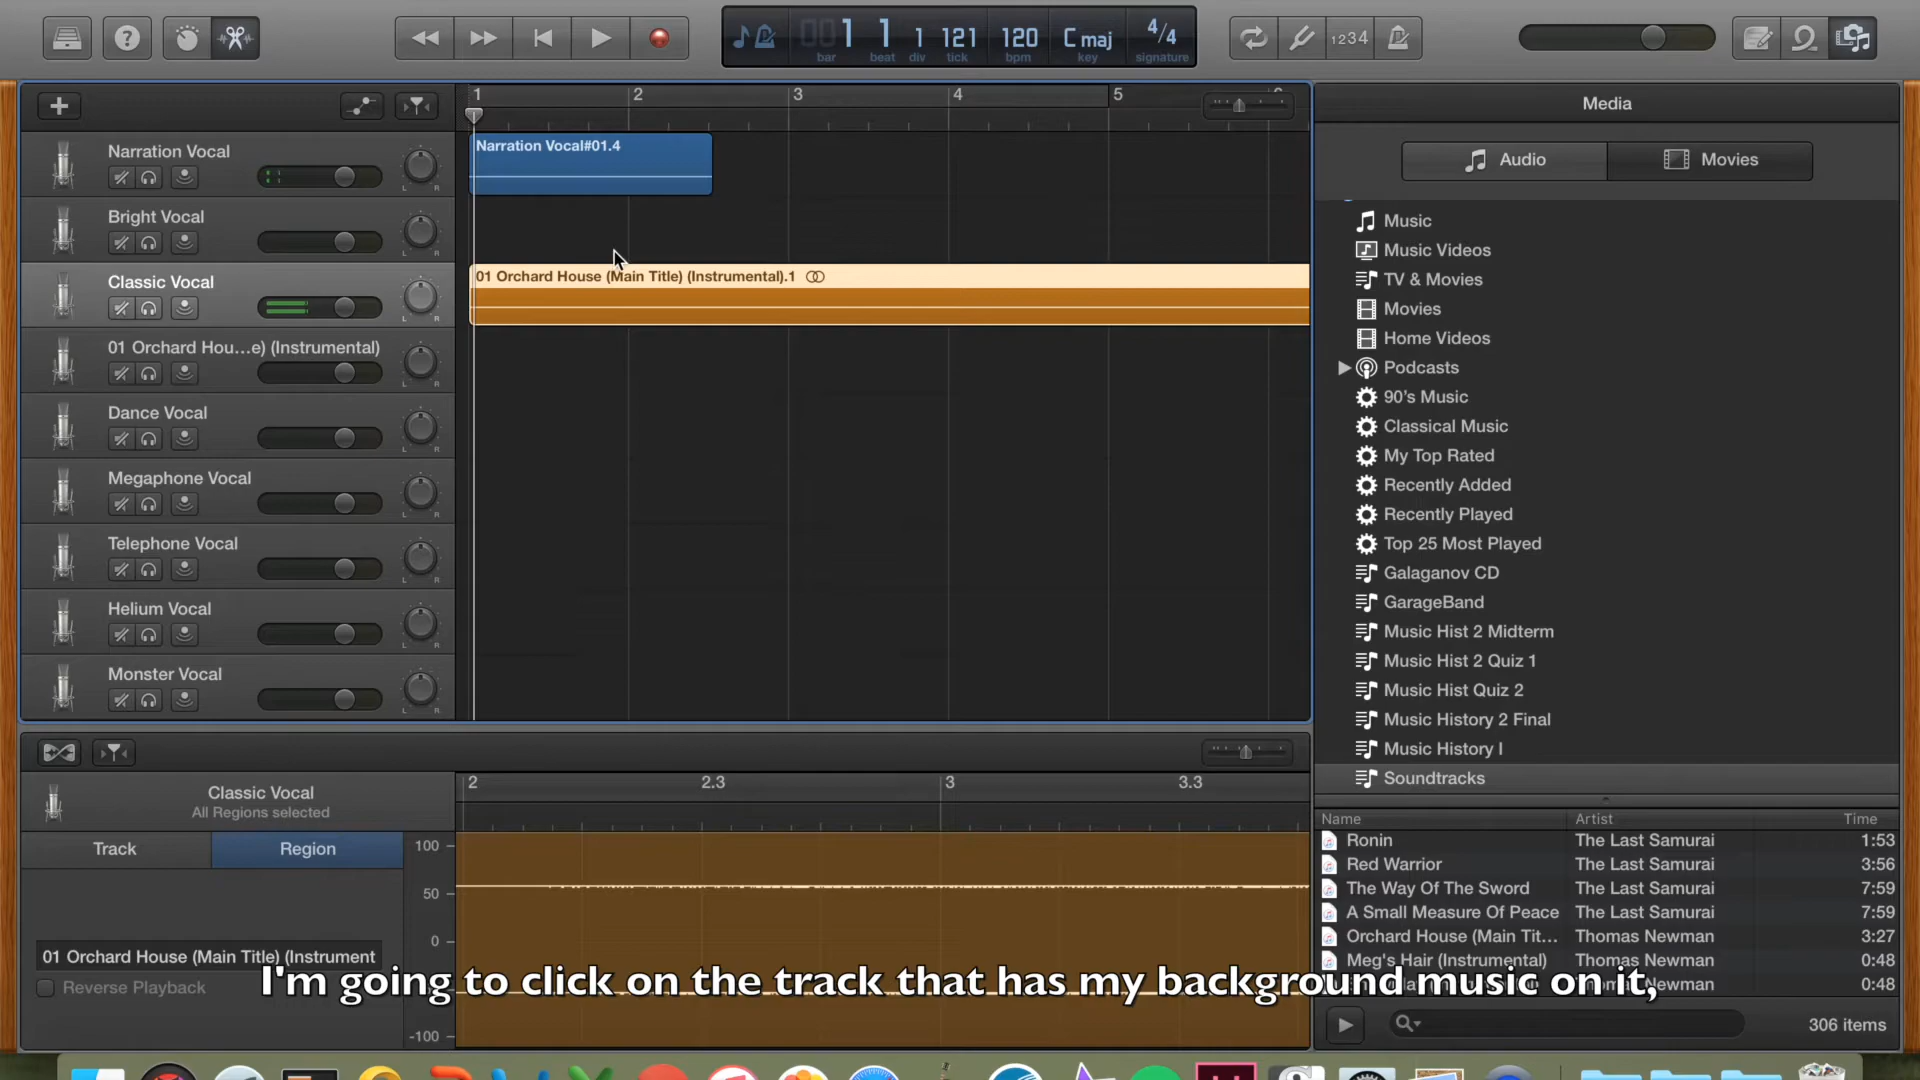 1234
1 1 1 121 120 C maj 4/4
bar beat div tick bpm key signature
1 2 3 4 5
Media
Audio
Movies
Narration Vocal
Narration Vocal#01.4
Bright Vocal
Classic Vocal
01 Orchard House (Main Title) (Instrumental).1
01 Orchard Hou...e) (Instrumental)
Dance Vocal
Megaphone Vocal
Telephone Vocal
Helium Vocal
Monster Vocal
L R
L R
L R
L R
L R
L R
L R
L R
L R
Music
Music Videos
TV & Movies
Movies
Home Videos
Podcasts
90's Music
Classical Music
My Top Rated
Recently Added
Recently Played
Top 25 Most Played
Galaganov CD
GarageBand
Music Hist 2 Midterm
Music Hist 2 Quiz 1
Music Hist Quiz 2
Music History 2 Final
Music History I
Soundtracks
2 2.3 3 3.3
Classic Vocal
All Regions selected
Track
Region
100
50
0
-100
01 Orchard House (Main Title) (Instrument
Reverse Playback
Name Artist Time
Ronin The Last Samurai 1:53
Red Warrior The Last Samurai 3:56
The Way Of The Sword The Last Samurai 7:59
A Small Measure Of Peace The Last Samurai 7:59
Orchard House (Main Tit... Thomas Newman 3:27
Meg's Hair (Instrumental) Thomas Newman 0:48
Thomas Newman 0:48
306 items
I'm going to click on the track that has my background music on it,